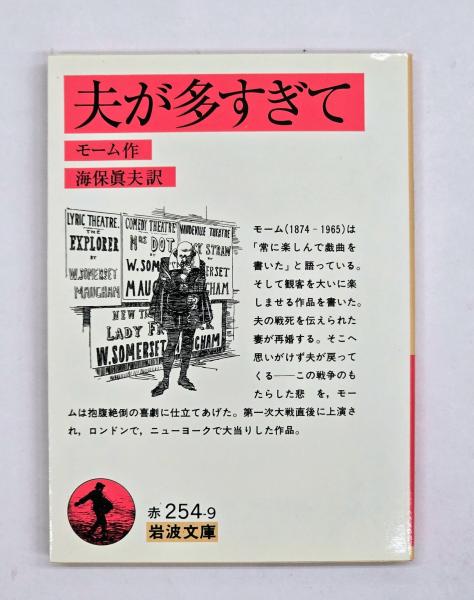 夫が多すぎて
モーム作
海保眞夫訳
LYRIC THEATRE.
THE
EXPLORER
BY
W.SOMERSET
MAUGHAM
COMEDY THEATRE
MRS DOT
W.SOM
MAU
VAUDEVILLE THEATRE
CK STRAW
ERSET
GHAM
NEW
LADY FR
W.SOMERSET
GHAM
モーム(1874-1965)は
「常に楽しんで戯曲を
書いた」と語っている。
そして観客を大いに楽
しませる作品を書いた。
夫の戦死を伝えられた
妻が再婚する。そこへ
思いがけず夫が戻って
くる――この戦争のも
たらした悲 を,モー
ムは抱腹絶倒の喜劇に仕立てあげた。第一次大戦直後に上演さ
れ,ロンドンで,ニューヨークで大当りした作品。
赤254-9
岩波文庫